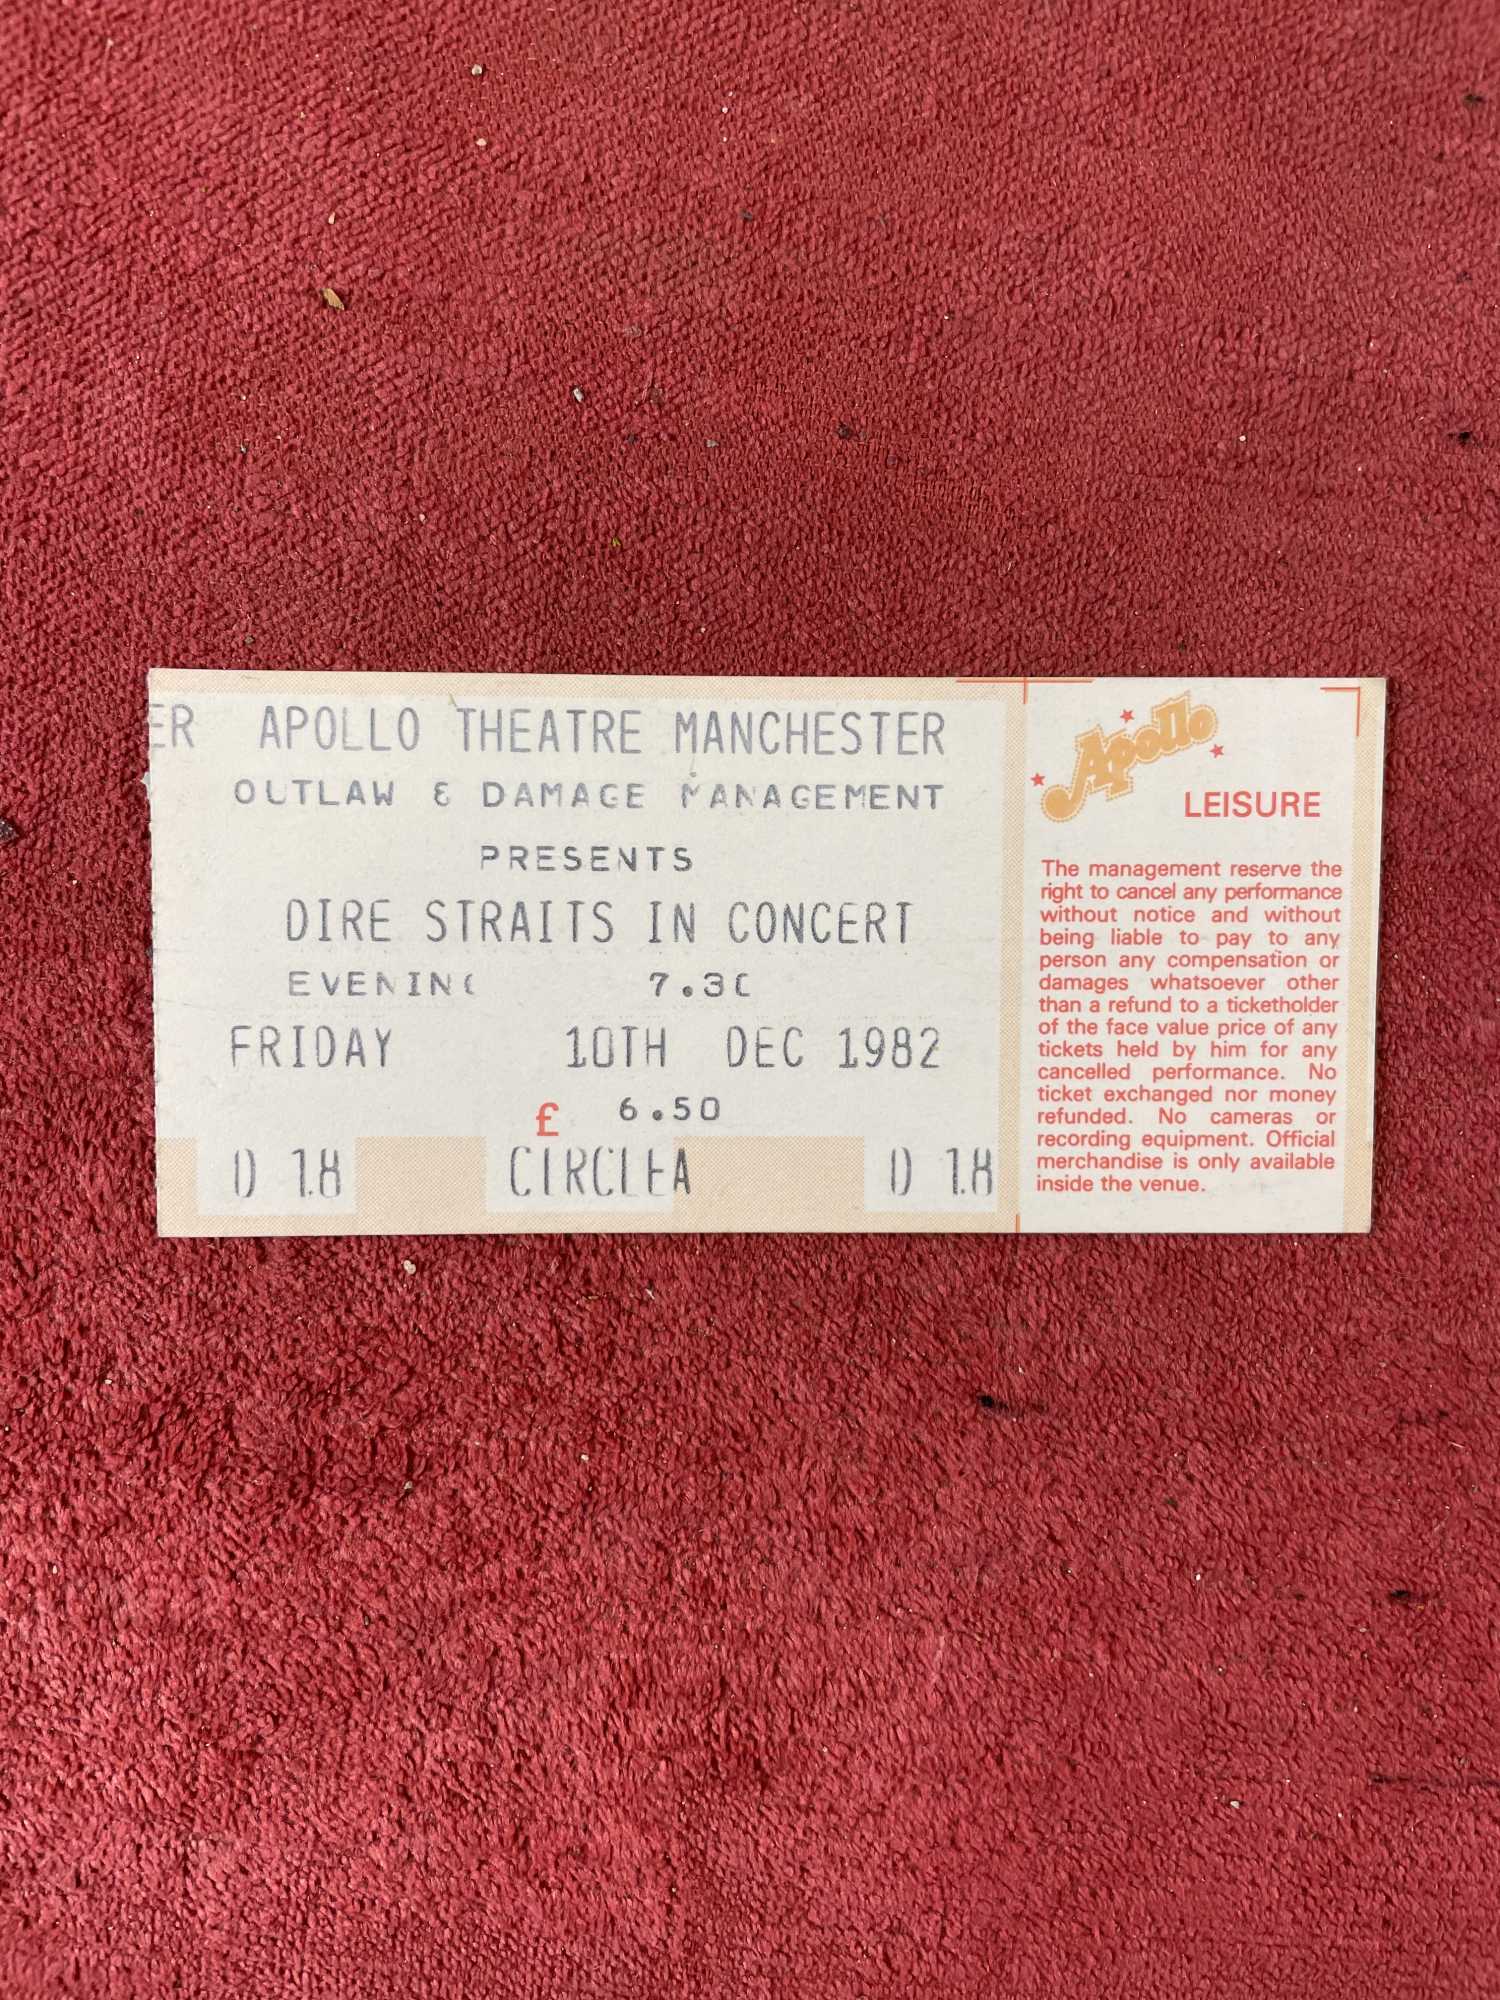 ER APOLLO THEATRE MANCHESTER
OUTLAW & DAMAGE MANAGEMENT
PRESENTS
DIRE STRAITS IN CONCERT
EVENING 7.30
FRIDAY 10TH DEC 1982
£ 6.50
D 18 CIRCLEA D 18
Apollo
LEISURE
The management reserve the
right to cancel any performance
without notice and without
being liable to pay to any
person any compensation or
damages whatsoever other
than a refund to a ticketholder
of the face value price of any
tickets held by him for any
cancelled performance. No
ticket exchanged nor money
refunded. No cameras or
recording equipment. Official
merchandise is only available
inside the venue.